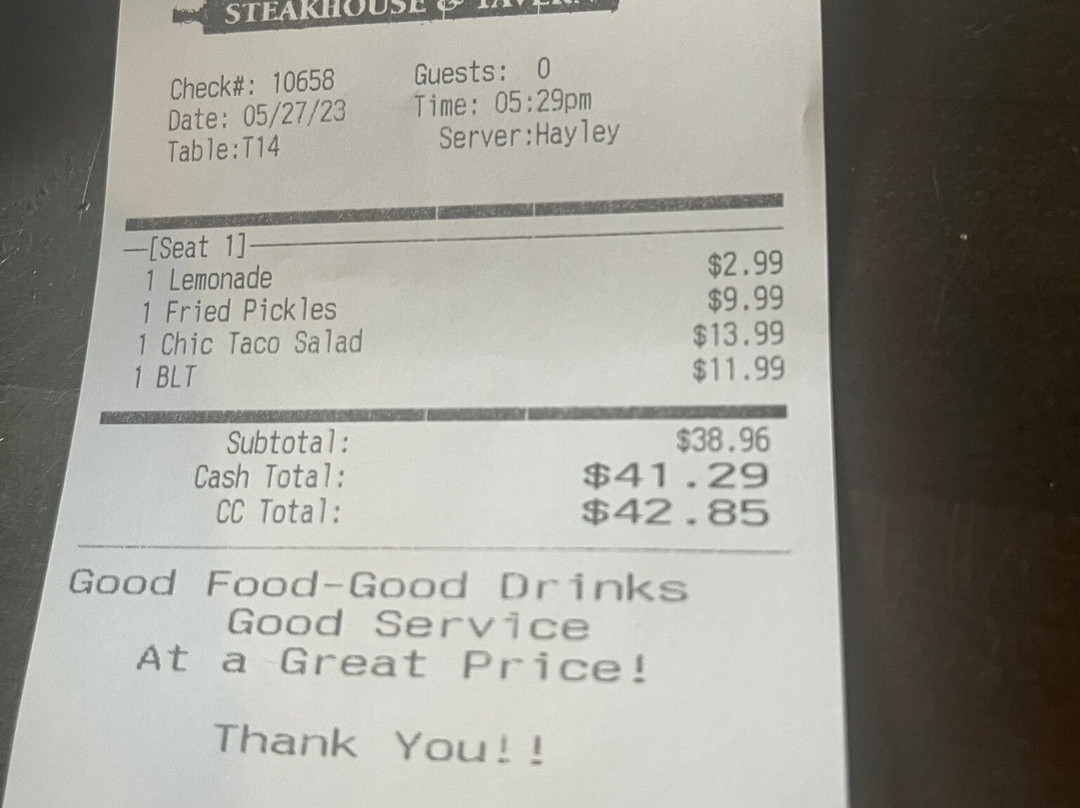 STEAKHOUSE & TAVERN
Check#: 10658 Guests: 0
Date: 05/27/23 Time: 05:29pm
Table:T14 Server:Hayley
[Seat 1]
1 Lemonade $2.99
1 Fried Pickles $9.99
1 Chic Taco Salad $13.99
1 BLT $11.99
Subtotal: $38.96
Cash Total: $41.29
CC Total: $42.85
Good Food-Good Drinks
Good Service
At a Great Price!
Thank You!!